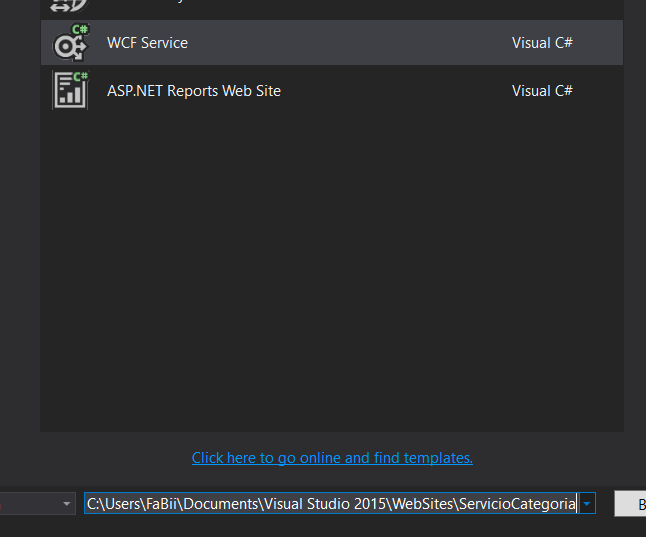 C#
WCF Service Visual C#
C#
ASP.NET Reports Web Site Visual C#
Click here to go online and find templates.
C:\Users\FaBii\Documents\Visual Studio 2015\WebSites\ServicioCategoria
B